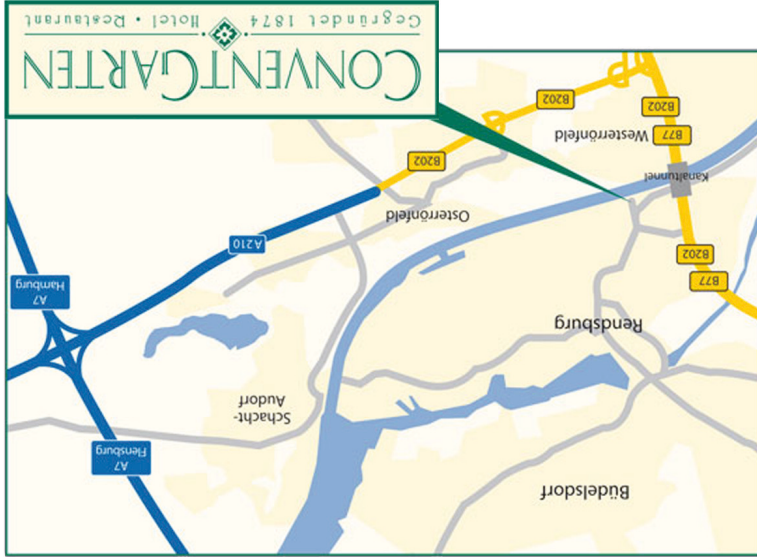 Büdelsdorf
A7
Flensburg
Schacht-
Audorf
Rendsburg
B77
B202
A7
Hamburg
A210
Osterrönfeld
Kanaltunnel
B202
B77
Westerrönfeld
B202
B202
CONVENTGARTEN
Gegründet 1874 Hotel • Restaurant